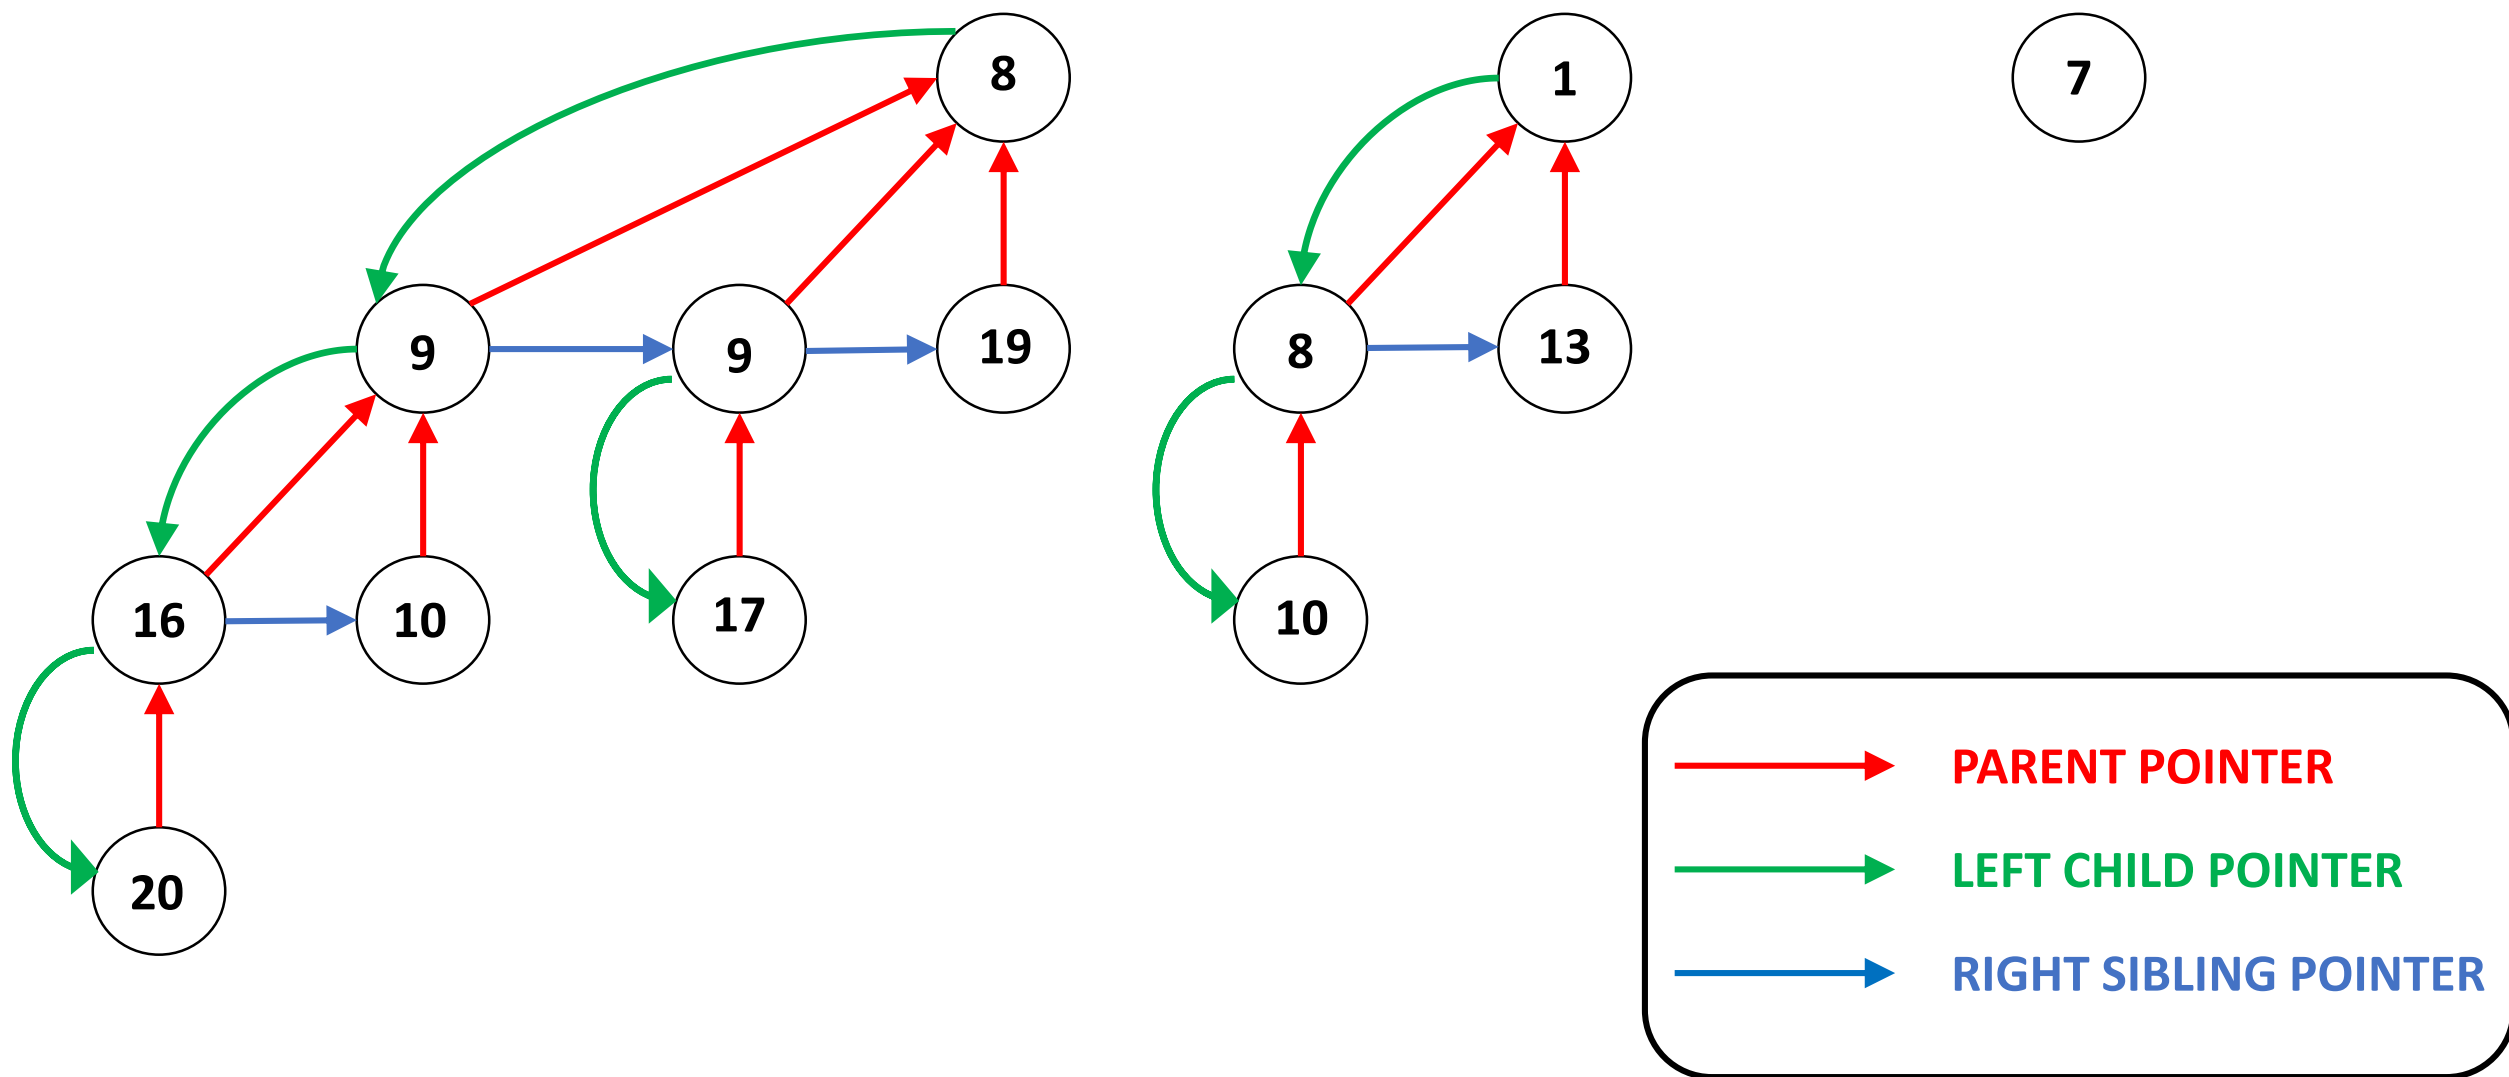 8 1 7
9 9 19 8 13
16 10 17 10
20
PARENT POINTER
LEFT CHILD POINTER
RIGHT SIBLING POINTER